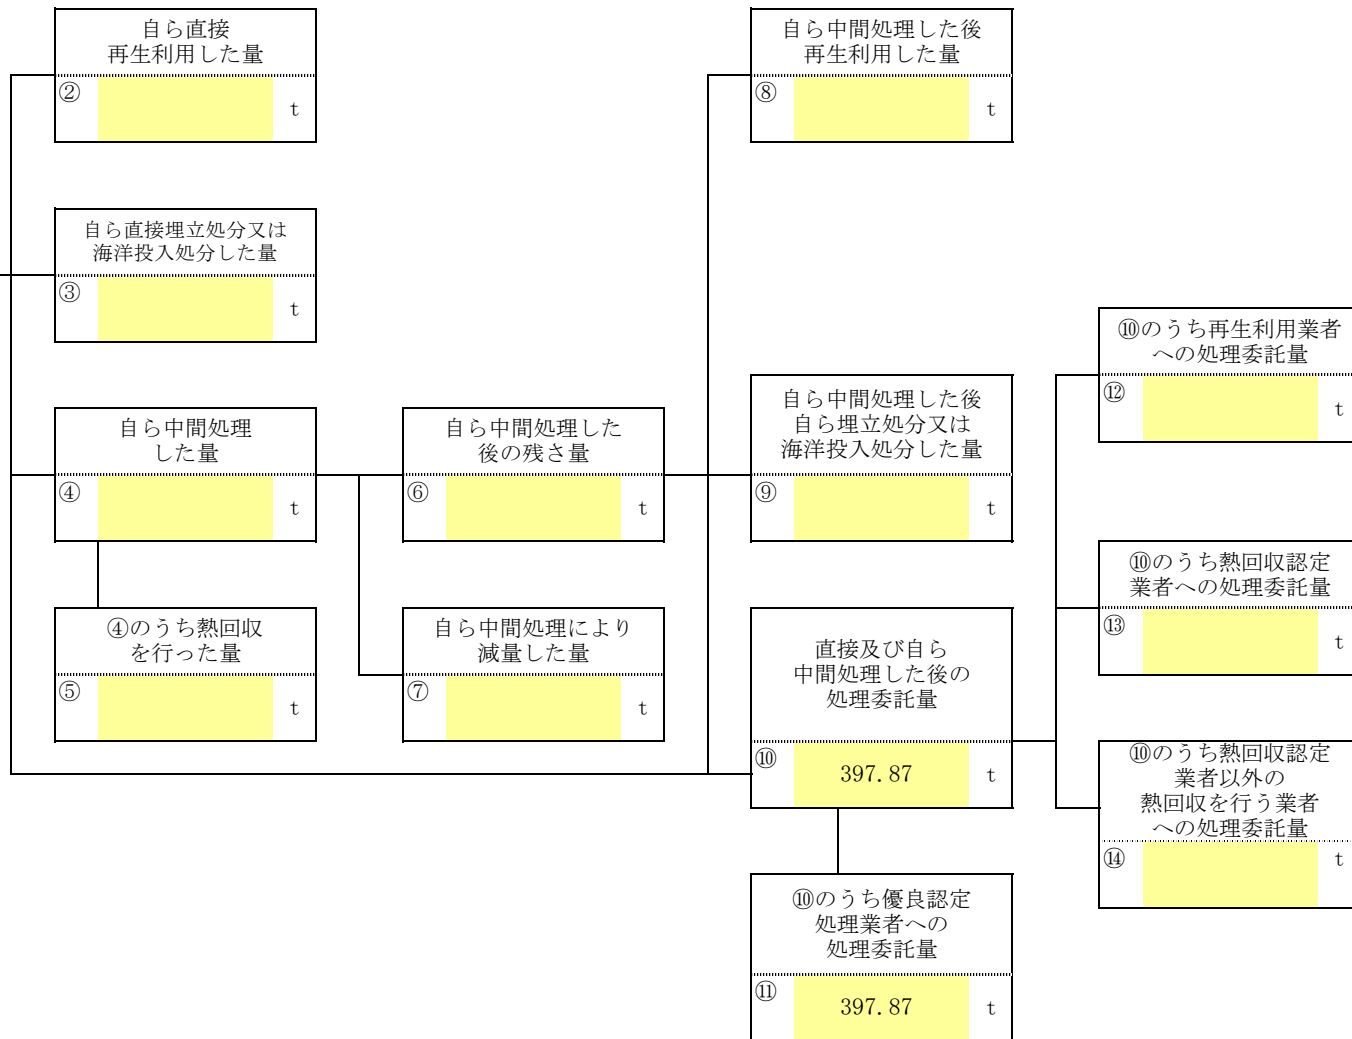 自ら直接
再生利用した量
② t
自ら直接埋立処分又は
海洋投入処分した量
③ t
自ら中間処理
した量
④ t
④のうち熱回収
を行った量
⑤ t
自ら中間処理した
後の残さ量
⑥ t
自ら中間処理により
減量した量
⑦ t
自ら中間処理した後
再生利用した量
⑧ t
自ら中間処理した後
自ら埋立処分又は
海洋投入処分した量
⑨ t
直接及び自ら
中間処理した後の
処理委託量
⑩ 397.87 t
⑩のうち優良認定
処理業者への
処理委託量
⑪ 397.87 t
⑩のうち再生利用業者
への処理委託量
⑫ t
⑩のうち熱回収認定
業者への処理委託量
⑬ t
⑩のうち熱回収認定
業者以外の
熱回収を行う業者
への処理委託量
⑭ t